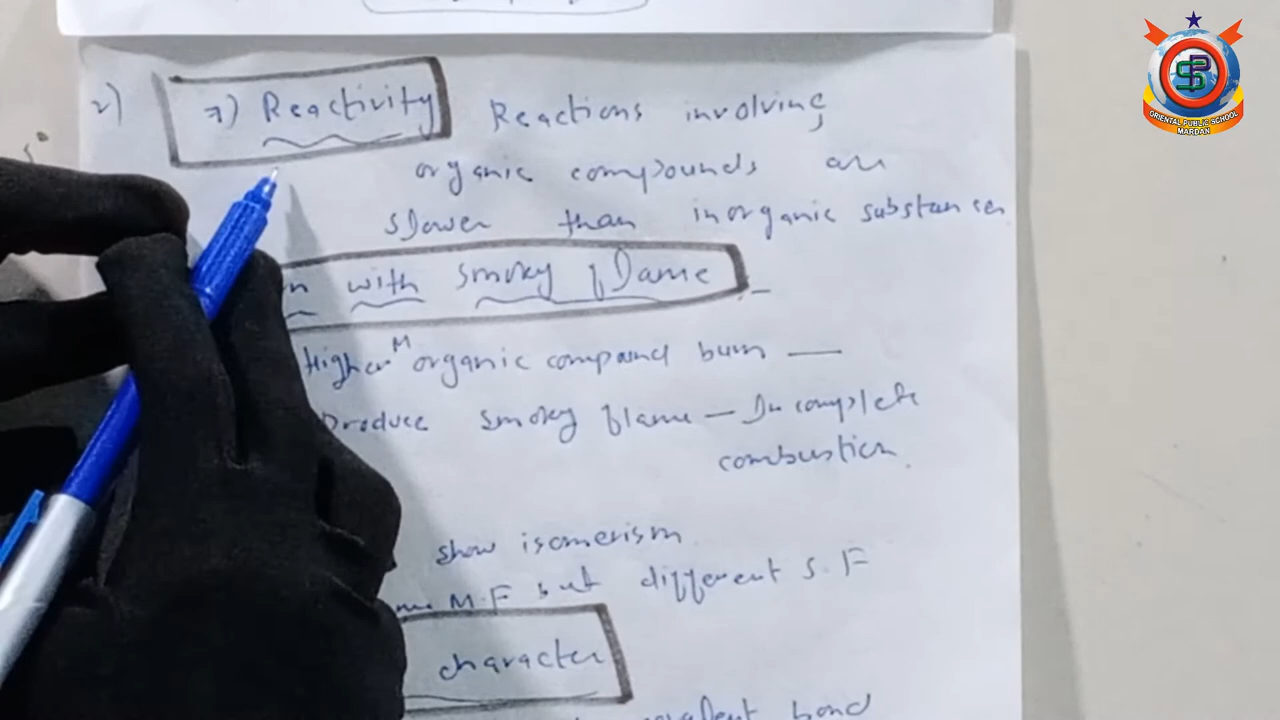 7) Reactivity Reactions involving
organic compounds are
slower than inorganic substances
with smoky flame
Higher M organic compound burn —
Produce smoky flame — Incomplete
combustion.
show isomerism
M.F but different S.F
character
bond
ORIENTAL PUBLIC SCHOOL
MARDAN